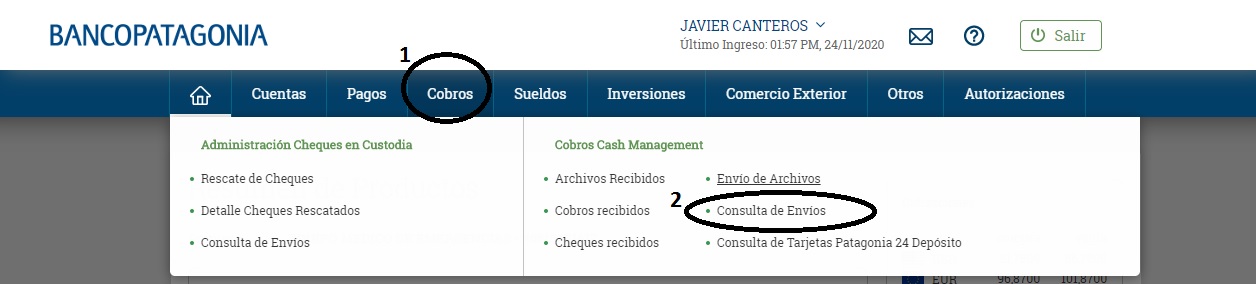 BANCOPATAGONIA
JAVIER CANTEROS
Último Ingreso: 01:57 PM, 24/11/2020
Salir
1
Cuentas
Pagos
Cobros
Sueldos
Inversiones
Comercio Exterior
Otros
Autorizaciones
Administración Cheques en Custodia
Rescate de Cheques
Detalle Cheques Rescatados
Consulta de Envíos
Cobros Cash Management
Archivos Recibidos
Cobros recibidos
Cheques recibidos
Envío de Archivos
2
Consulta de Envíos
Consulta de Tarjetas Patagonia 24 Depósito
EUR 96,8700 101,8700